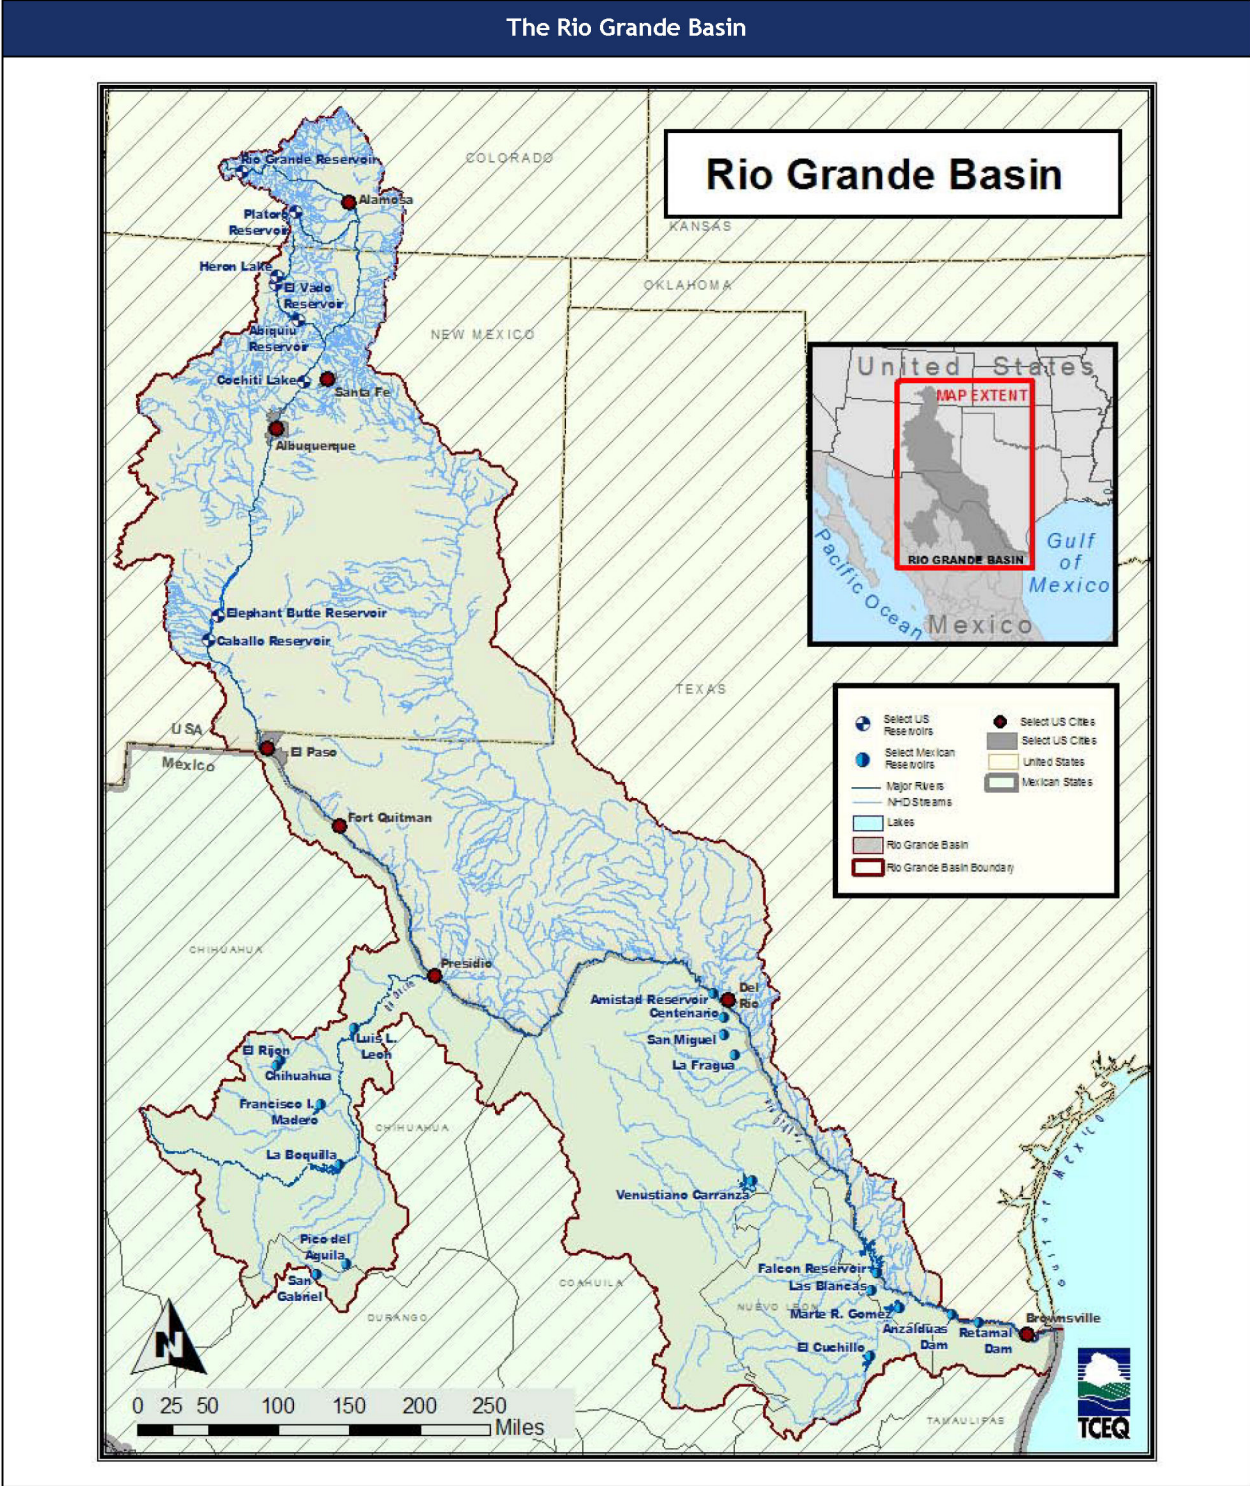 The Rio Grande Basin
Rio Grande Basin
COLORADO
KANSAS
OKLAHOMA
NEW MEXICO
TEXAS
Rio Grande Reservoir
Alamosa
Platoro
Reservoir
Heron Lake
El Vado
Reservoir
Abiquiu
Reservoir
Cochiti Lake
Santa Fe
Albuquerque
Elephant Butte Reservoir
Caballo Reservoir
USA
Mexico
El Paso
Fort Quitman
CHIHUAHUA
Presidio
Luis L.
Leon
El Rijon
Chihuahua
Francisco I.
Madero
CHIHUAHUA
La Boquilla
Pico del
Aguila
San
Gabriel
DURANGO
Amistad Reservoir
Del
Rio
Centenario
San Miguel
La Fragua
Venustiano Carranza
COAHUILA
Falcon Reservoir
Las Blancas
NUEVO LEON
Marte R. Gomez
Anzalduas
Dam
Retamal
Dam
Brownsville
El Cuchillo
TAMAULIPAS
United States
MAP EXTENT
RIO GRANDE BASIN
Pacific Ocean
Gulf
of
Mexico
Mexico
Select US
Reservoirs
Select Mexican
Reservoirs
Major Rivers
NHD Streams
Lakes
Rio Grande Basin
Rio Grande Basin Boundary
Select US Cities
Select US Cities
United States
Mexican States
N
0 25 50 100 150 200 250
Miles
TCEQ